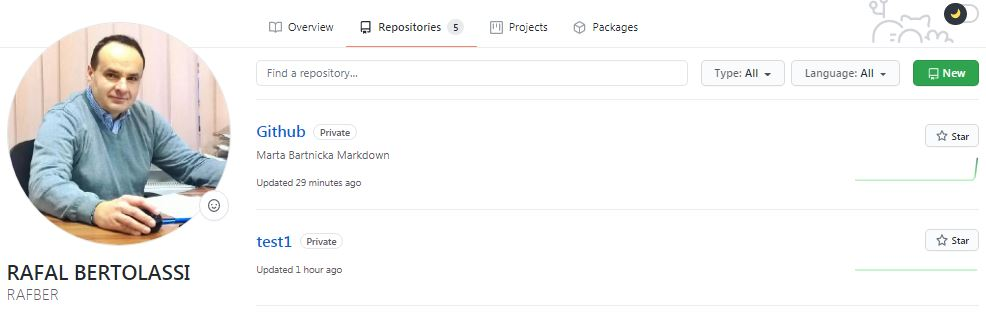 Overview Repositories 5 Projects Packages
Find a repository... Type: All Language: All New
Github Private Star
Marta Bartnicka Markdown
Updated 29 minutes ago
test1 Private Star
Updated 1 hour ago
RAFAL BERTOLASSI
RAFBER